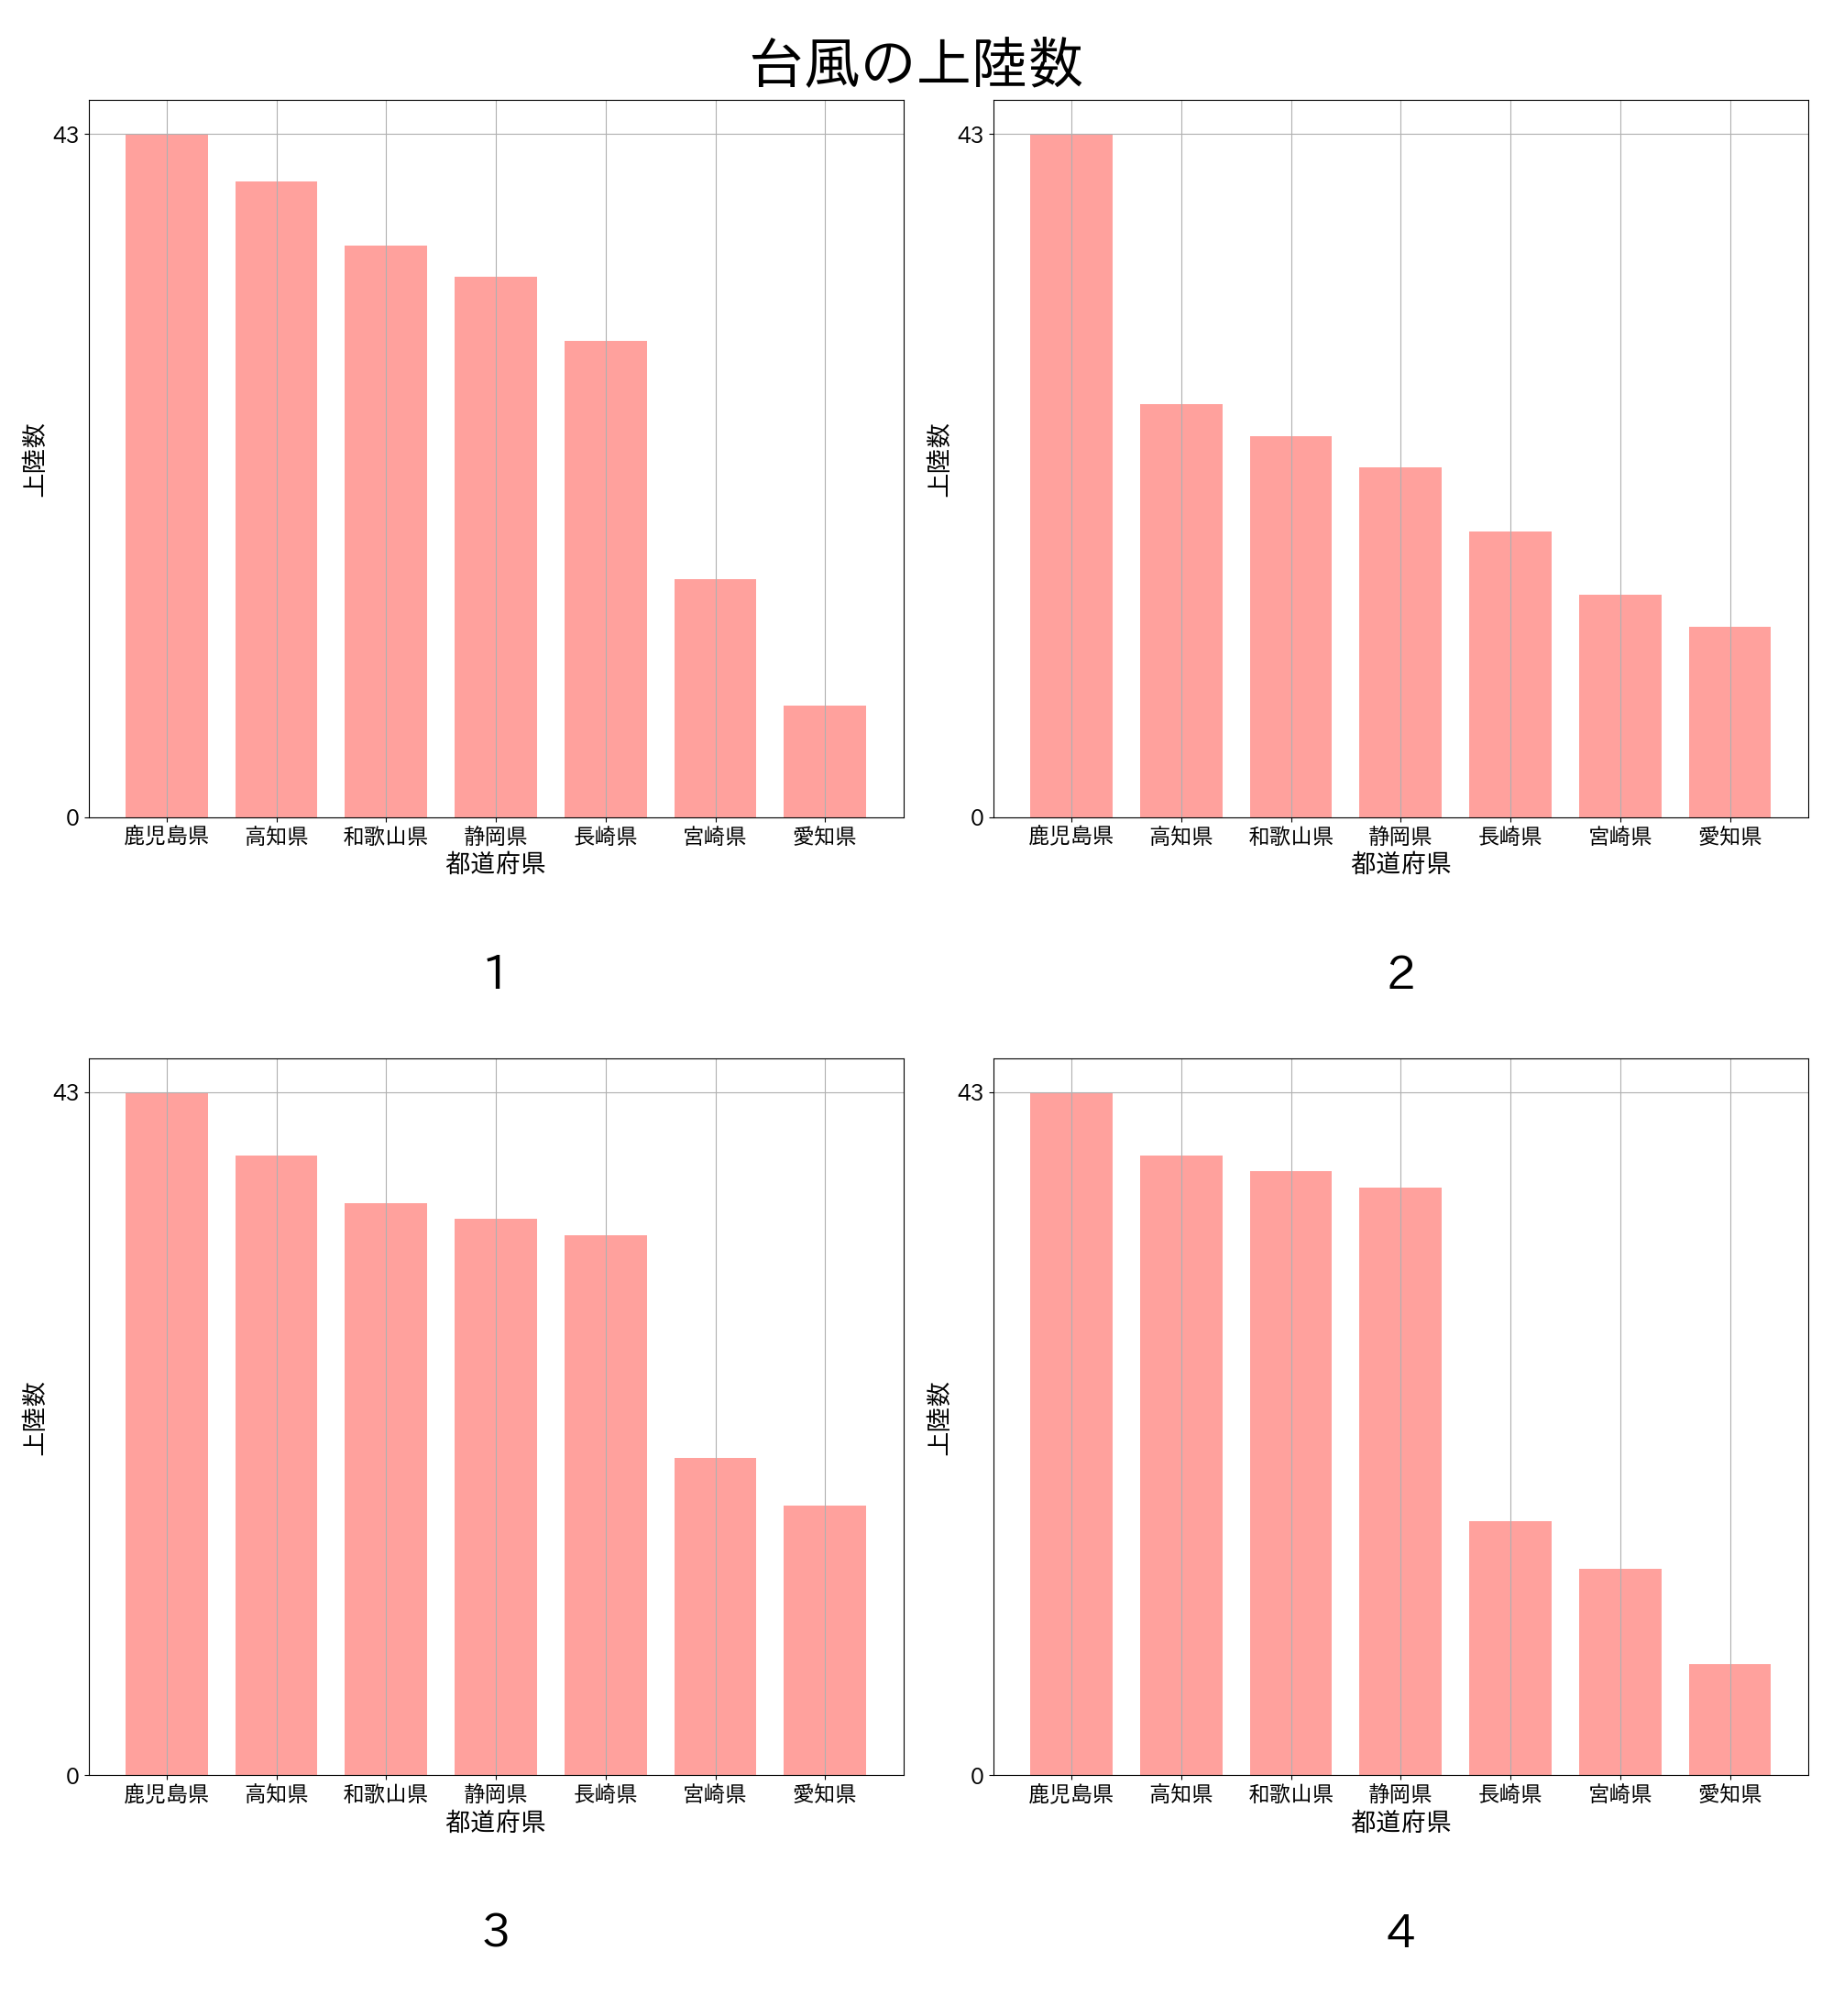 台風の上陸数
43
0
上陸数
鹿児島県 高知県 和歌山県 静岡県 長崎県 宮崎県 愛知県
都道府県
1
43
0
上陸数
鹿児島県 高知県 和歌山県 静岡県 長崎県 宮崎県 愛知県
都道府県
2
43
0
上陸数
鹿児島県 高知県 和歌山県 静岡県 長崎県 宮崎県 愛知県
都道府県
3
43
0
上陸数
鹿児島県 高知県 和歌山県 静岡県 長崎県 宮崎県 愛知県
都道府県
4